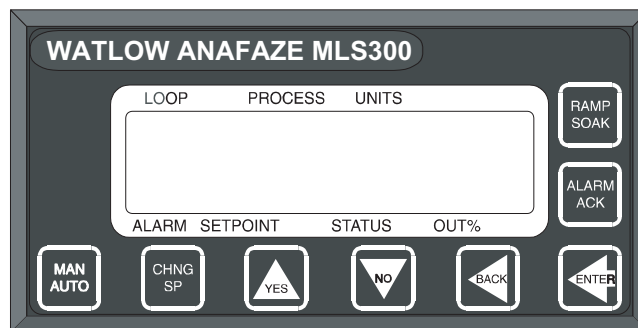 WATLOW ANAFAZE MLS300
LOOP PROCESS UNITS
RAMP
SOAK
ALARM
ACK
ALARM SETPOINT STATUS OUT%
MAN
AUTO
CHNG
SP
YES
NO
BACK
ENTER